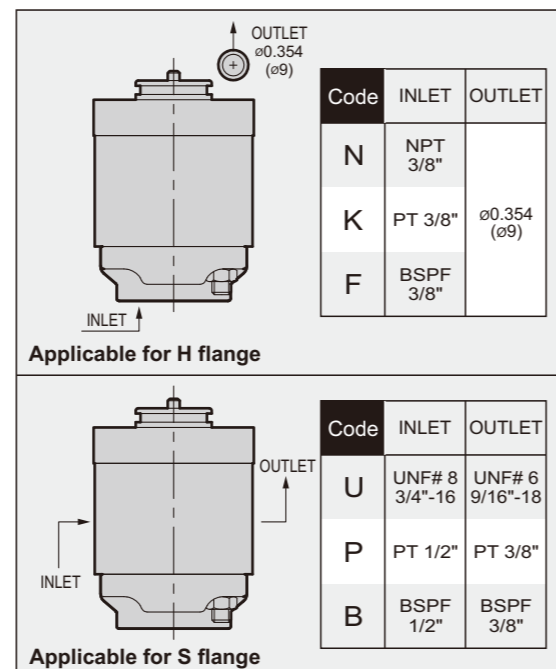 OUTLET
ø0.354
(ø9)
INLET
Code INLET OUTLET
N NPT 3/8"
K PT 3/8" ø0.354 (ø9)
F BSPF 3/8"
Applicable for H flange
OUTLET
INLET
Code INLET OUTLET
U UNF# 8 3/4"-16 UNF# 6 9/16"-18
P PT 1/2" PT 3/8"
B BSPF 1/2" BSPF 3/8"
Applicable for S flange